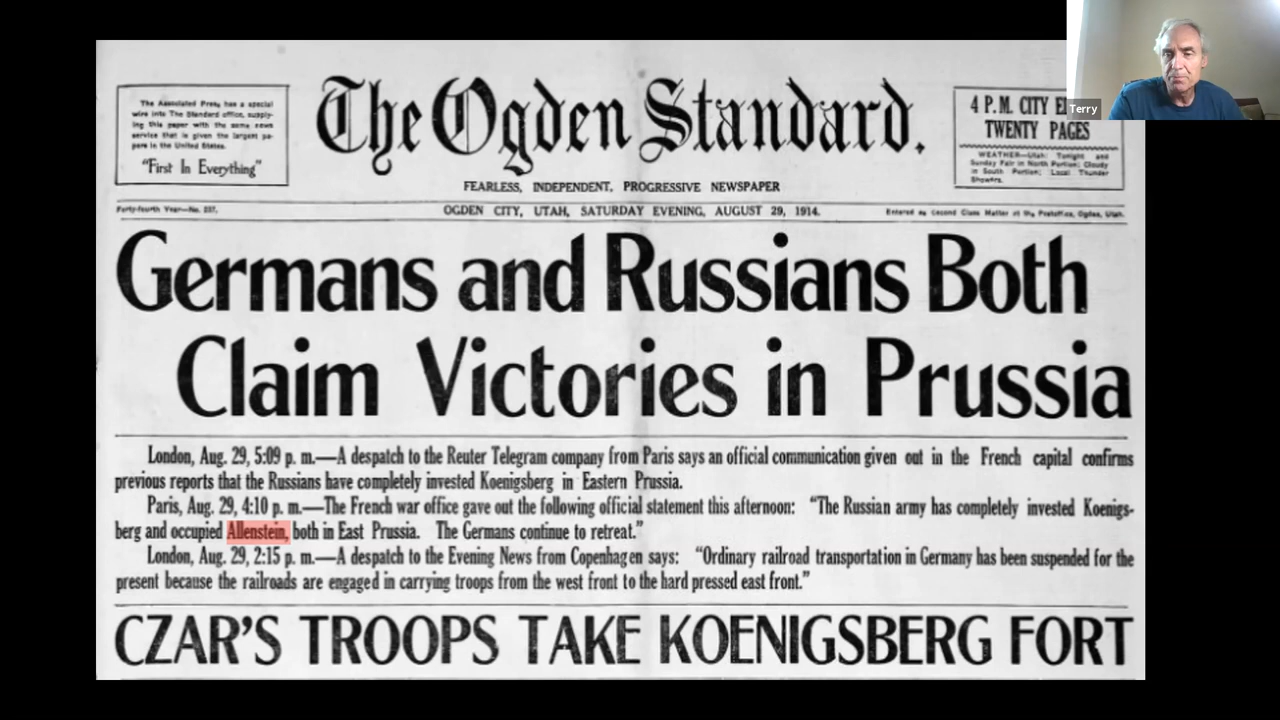 The Associated Press has a special
wire into The Standard office, supply-
ing this paper with the same news
service that is given the largest pa-
pers in the United States.
"First In Everything"
The Ogden Standard.
4 P.M. CITY
TWENTY PAGES
WEATHER—Utah: Tonight and
Sunday Fair in North Portion; Cloudy
in South Portion; Local Thunder
Showers.
Terry
FEARLESS, INDEPENDENT, PROGRESSIVE NEWSPAPER
Forty-fourth Year—No. 237.
OGDEN CITY, UTAH, SATURDAY EVENING, AUGUST 29, 1914.
Entered as Second Class Matter at the Postoffice, Ogden, Utah.
Germans and Russians Both
Claim Victories in Prussia
London, Aug. 29, 5:09 p. m.—A despatch to the Reuter Telegram company from Paris says an official communication given out in the French capital confirms
previous reports that the Russians have completely invested Koenigsberg in Eastern Prussia.
Paris, Aug. 29, 4:10 p. m.—The French war office gave out the following official statement this afternoon: "The Russian army has completely invested Koenigs-
berg and occupied Allenstein, both in East Prussia. The Germans continue to retreat."
London, Aug. 29, 2:15 p. m.—A despatch to the Evening News from Copenhagen says: "Ordinary railroad transportation in Germany has been suspended for the
present because the railroads are engaged in carrying troops from the west front to the hard pressed east front."
CZAR'S TROOPS TAKE KOENIGSBERG FORT